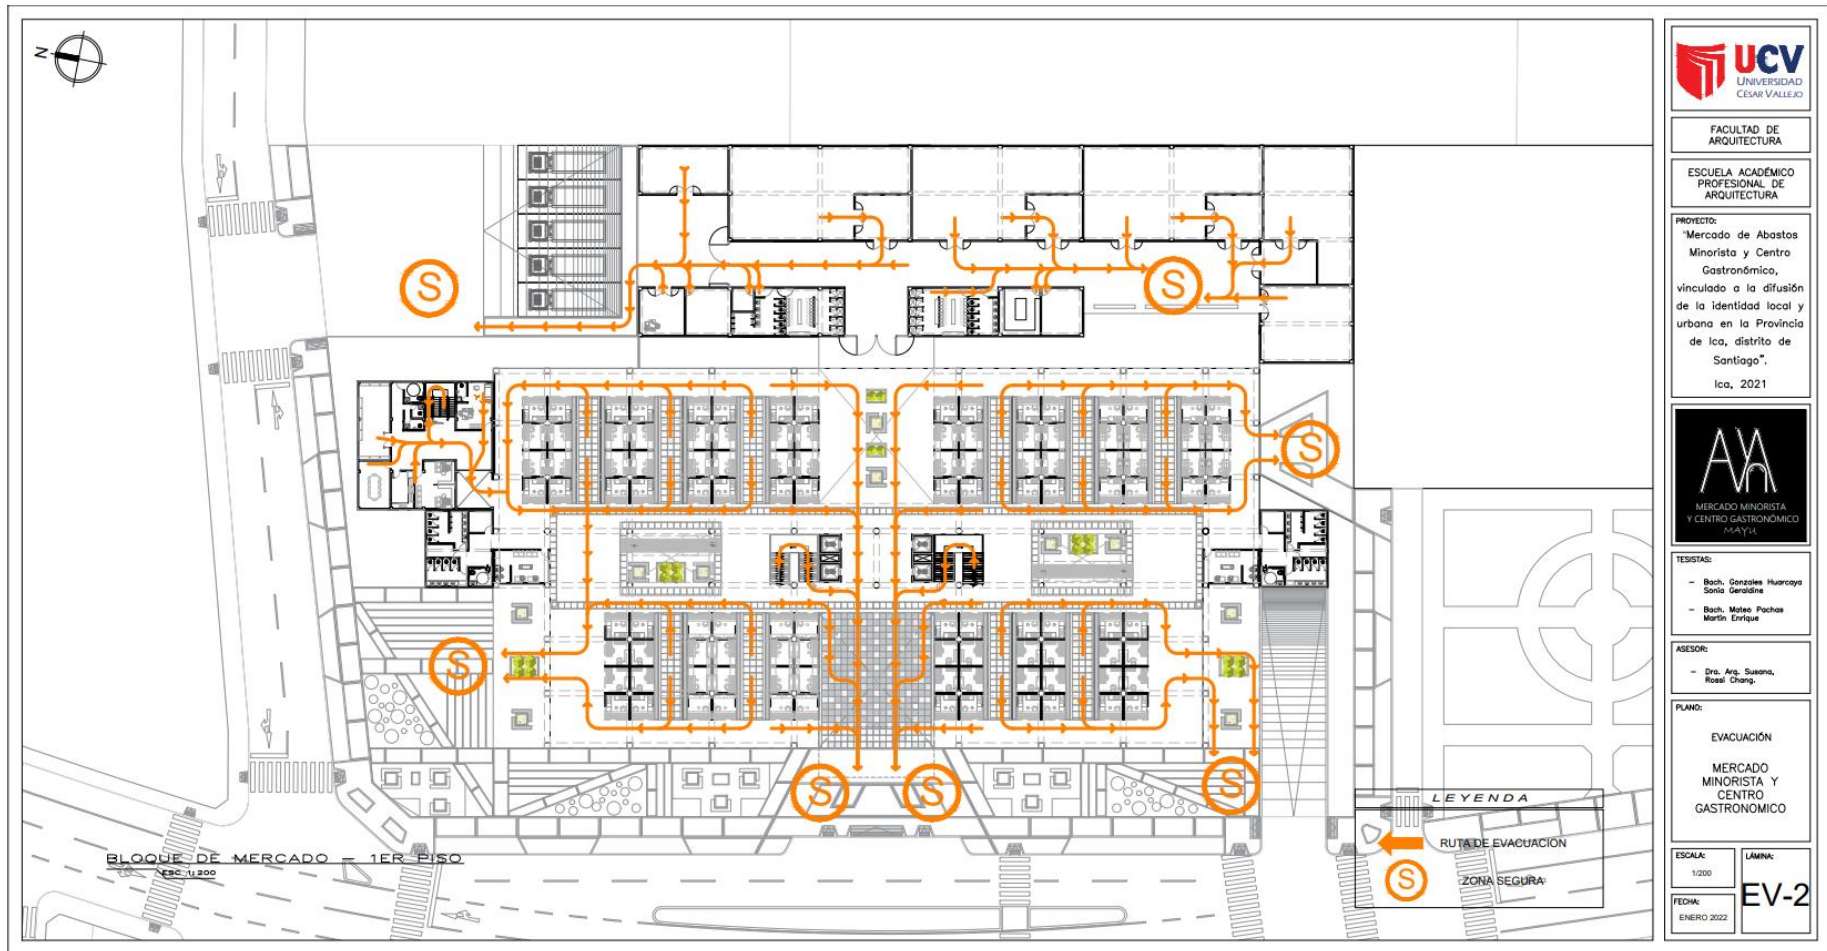 N
S
S
S
S
S
S
S
BLOQUE DE MERCADO - 1ER PISO
ESC 1:200
LEYENDA
RUTA DE EVACUACION
S
ZONA SEGURA
UCV
UNIVERSIDAD
CÉSAR VALLEJO
FACULTAD DE
ARQUITECTURA
ESCUELA ACADÉMICO
PROFESIONAL DE
ARQUITECTURA
PROYECTO:
"Mercado de Abastos
Minorista y Centro
Gastronómico,
vinculado a la difusión
de la identidad local y
urbana en la Provincia
de Ica, distrito de
Santiago".
Ica, 2021
MERCADO MINORISTA
Y CENTRO GASTRONÓMICO
MAYU
TESISTAS:
- Bach. Gonzales Huarcaya
Sonia Geraldine
- Bach. Mateo Pachas
Martin Enrique
ASESOR:
- Dra. Arq. Susana,
Rossi Chang.
PLANO:
EVACUACIÓN
MERCADO
MINORISTA Y
CENTRO
GASTRONOMICO
ESCALA:
1/200
LÁMINA:
EV-2
FECHA:
ENERO 2022